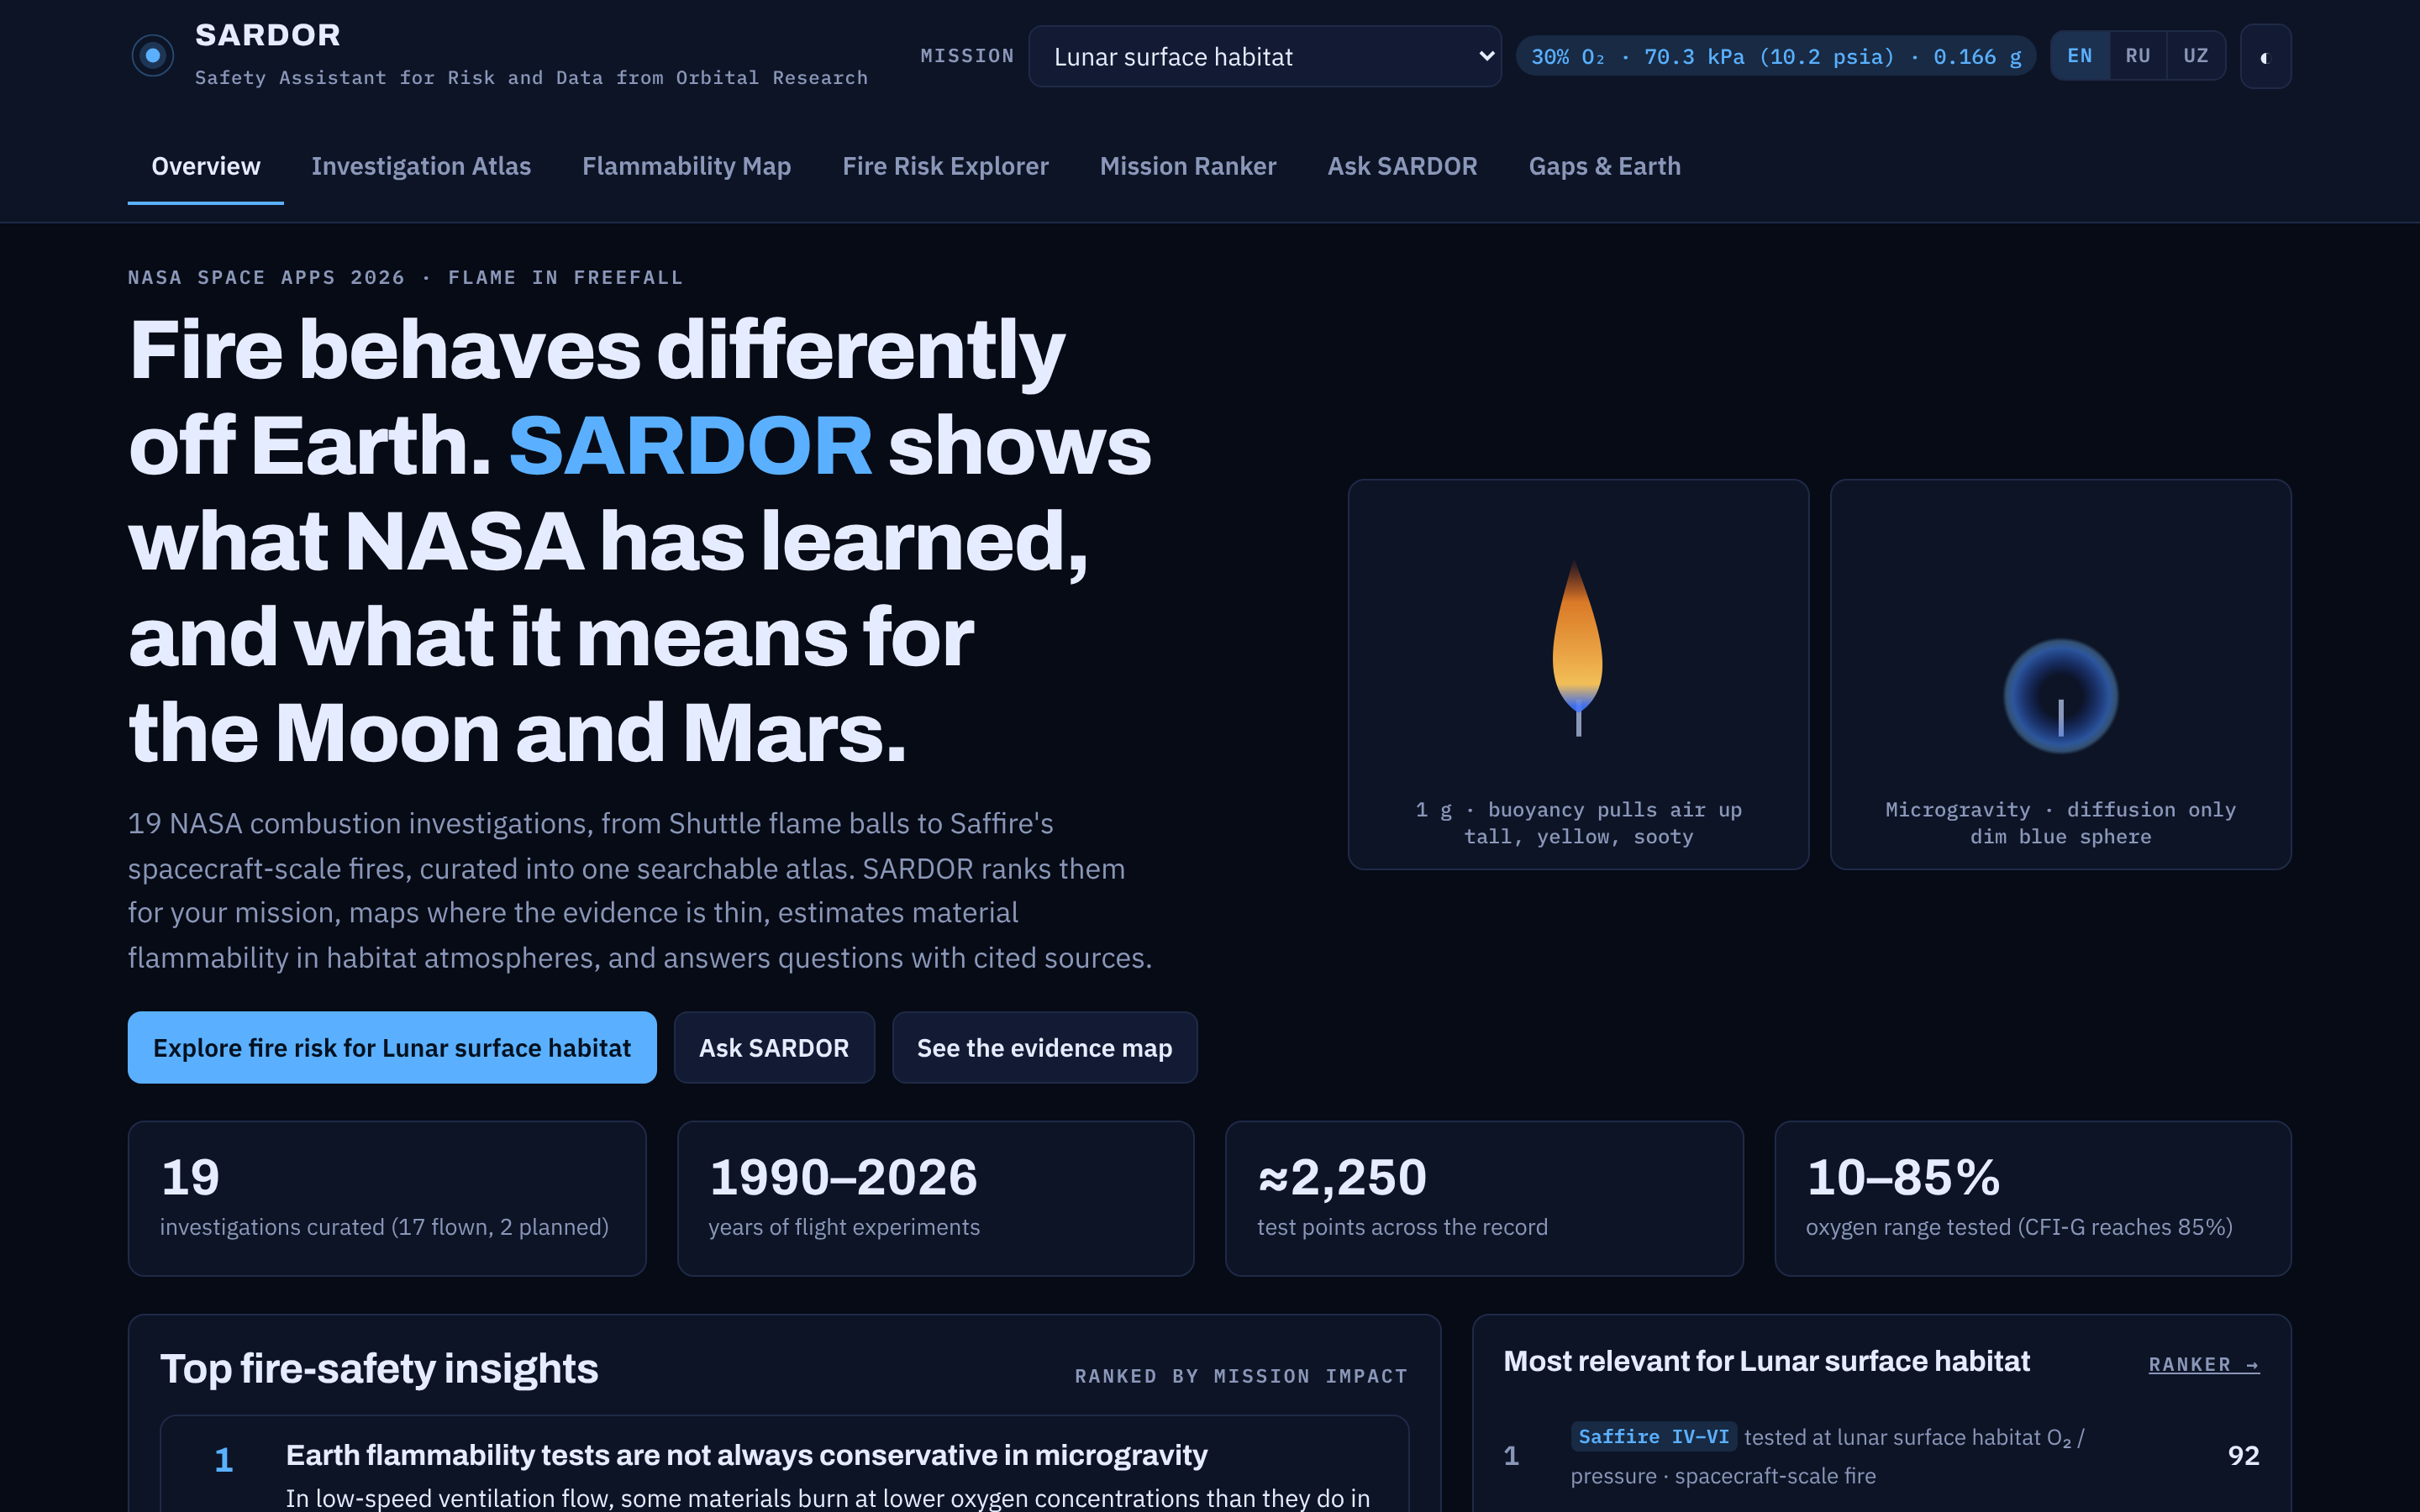 SARDOR
Safety Assistant for Risk and Data from Orbital Research
MISSION
Lunar surface habitat
30% O₂ · 70.3 kPa (10.2 psia) · 0.166 g
EN RU UZ
Overview Investigation Atlas Flammability Map Fire Risk Explorer Mission Ranker Ask SARDOR Gaps & Earth
NASA SPACE APPS 2026 · FLAME IN FREEFALL
Fire behaves differently
off Earth. SARDOR shows
what NASA has learned,
and what it means for
the Moon and Mars.
19 NASA combustion investigations, from Shuttle flame balls to Saffire's
spacecraft-scale fires, curated into one searchable atlas. SARDOR ranks them
for your mission, maps where the evidence is thin, estimates material
flammability in habitat atmospheres, and answers questions with cited sources.
1 g · buoyancy pulls air up
tall, yellow, sooty
Microgravity · diffusion only
dim blue sphere
Explore fire risk for Lunar surface habitat
Ask SARDOR
See the evidence map
19
investigations curated (17 flown, 2 planned)
1990–2026
years of flight experiments
≈2,250
test points across the record
10–85%
oxygen range tested (CFI-G reaches 85%)
Top fire-safety insights
RANKED BY MISSION IMPACT
1
Earth flammability tests are not always conservative in microgravity
In low-speed ventilation flow, some materials burn at lower oxygen concentrations than they do in
Most relevant for Lunar surface habitat
RANKER →
1
Saffire IV–VI tested at lunar surface habitat O₂ /
pressure · spacecraft-scale fire
92